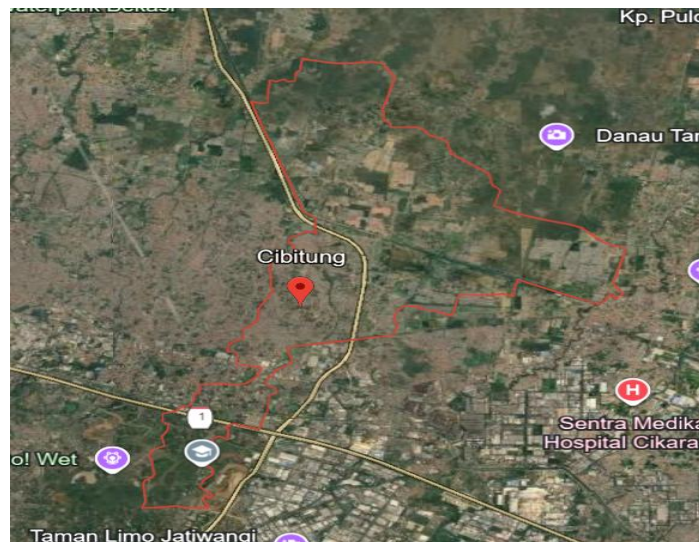 Kp. Pulo
Danau Tar
Cibitung
1
H
Sentra Medika
Hospital Cikara
o! Wet
Taman Limo Jatiwangi